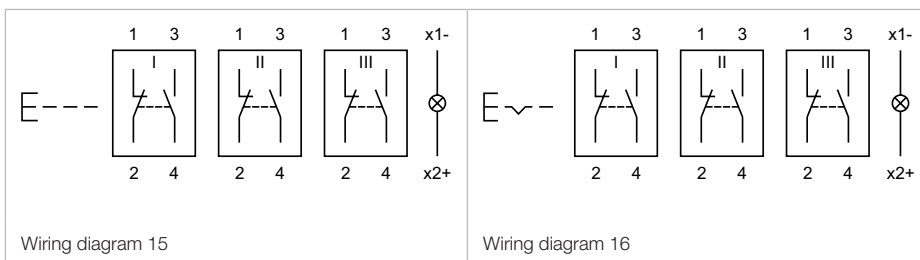 1 3 1 3 1 3 x1-
I II III
2 4 2 4 2 4 x2+
Wiring diagram 15
1 3 1 3 1 3 x1-
I II III
2 4 2 4 2 4 x2+
Wiring diagram 16